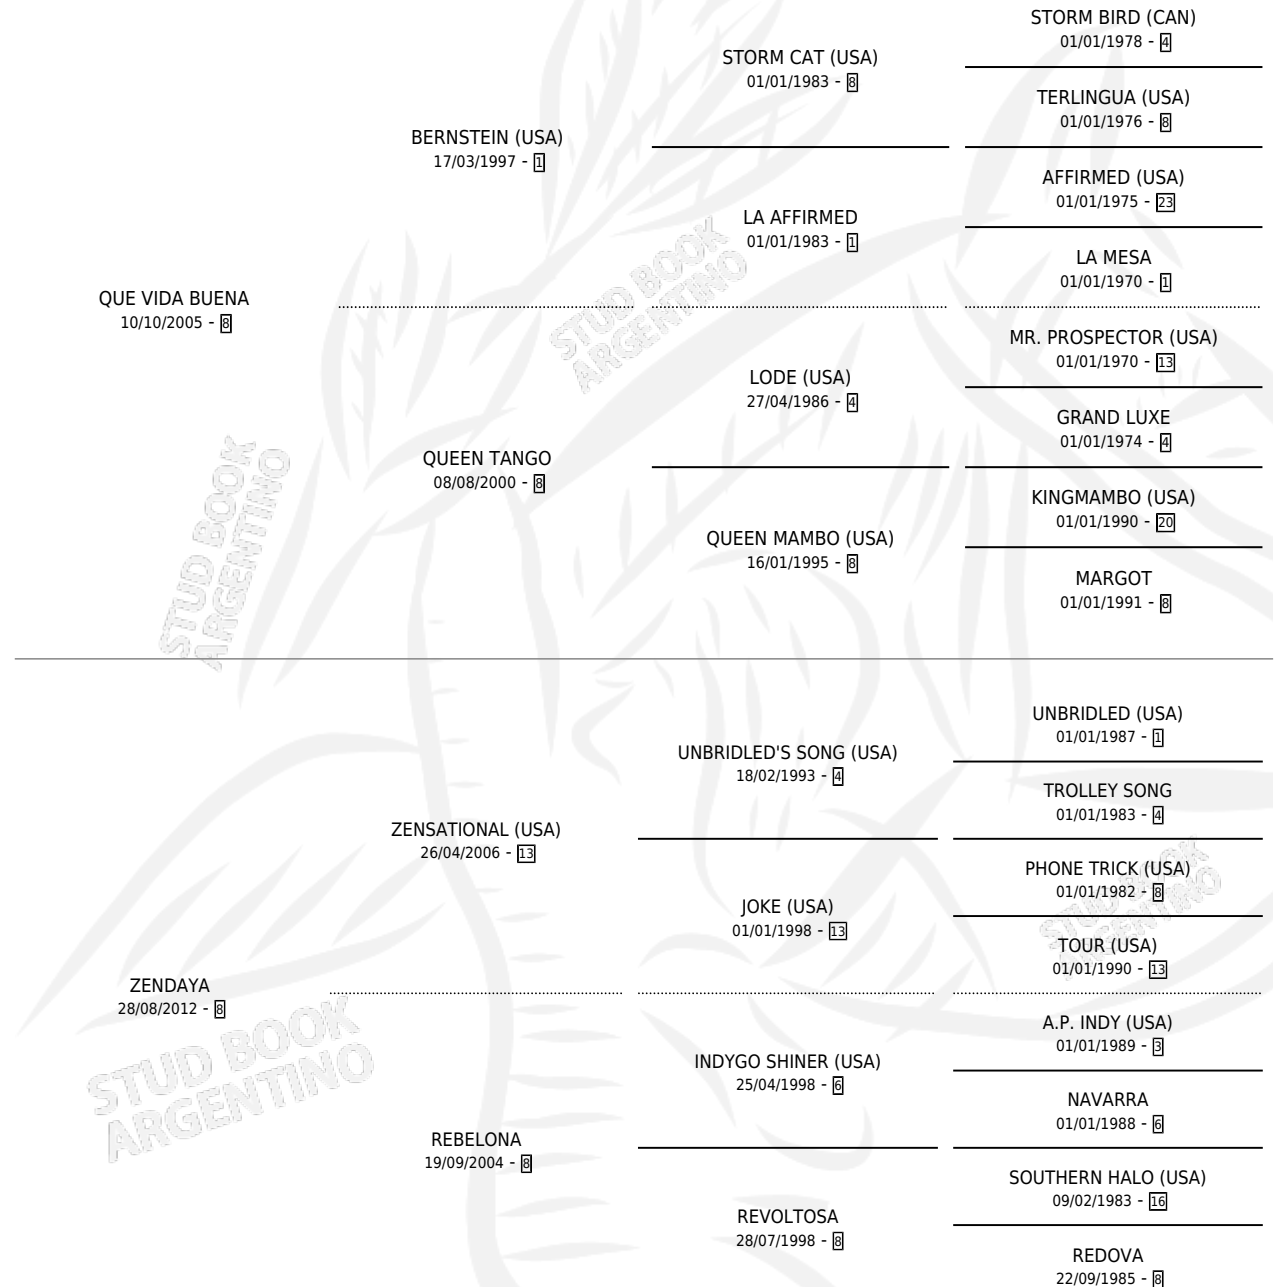 STORM BIRD (CAN)
01/01/1978 - 4
STORM CAT (USA)
01/01/1983 - 8
TERLINGUA (USA)
01/01/1976 - 8
BERNSTEIN (USA)
17/03/1997 - 1
AFFIRMED (USA)
01/01/1975 - 23
LA AFFIRMED
01/01/1983 - 1
LA MESA
01/01/1970 - 1
QUE VIDA BUENA
10/10/2005 - 8
MR. PROSPECTOR (USA)
01/01/1970 - 13
LODE (USA)
27/04/1986 - 4
GRAND LUXE
01/01/1974 - 4
QUEEN TANGO
08/08/2000 - 8
KINGMAMBO (USA)
01/01/1990 - 20
QUEEN MAMBO (USA)
16/01/1995 - 8
MARGOT
01/01/1991 - 8
UNBRIDLED (USA)
01/01/1987 - 1
UNBRIDLED'S SONG (USA)
18/02/1993 - 4
TROLLEY SONG
01/01/1983 - 4
ZENSATIONAL (USA)
26/04/2006 - 13
PHONE TRICK (USA)
01/01/1982 - 8
JOKE (USA)
01/01/1998 - 13
TOUR (USA)
01/01/1990 - 13
ZENDAYA
28/08/2012 - 8
A.P. INDY (USA)
01/01/1989 - 3
INDYGO SHINER (USA)
25/04/1998 - 6
NAVARRA
01/01/1988 - 6
REBELONA
19/09/2004 - 8
SOUTHERN HALO (USA)
09/02/1983 - 16
REVOLTOSA
28/07/1998 - 8
REDOVA
22/09/1985 - 8
STUD BOOK
ARGENTINO
STUD BOOK
ARGENTINO
STUD BOOK
ARGENTINO
STUD BOOK
ARGENTINO